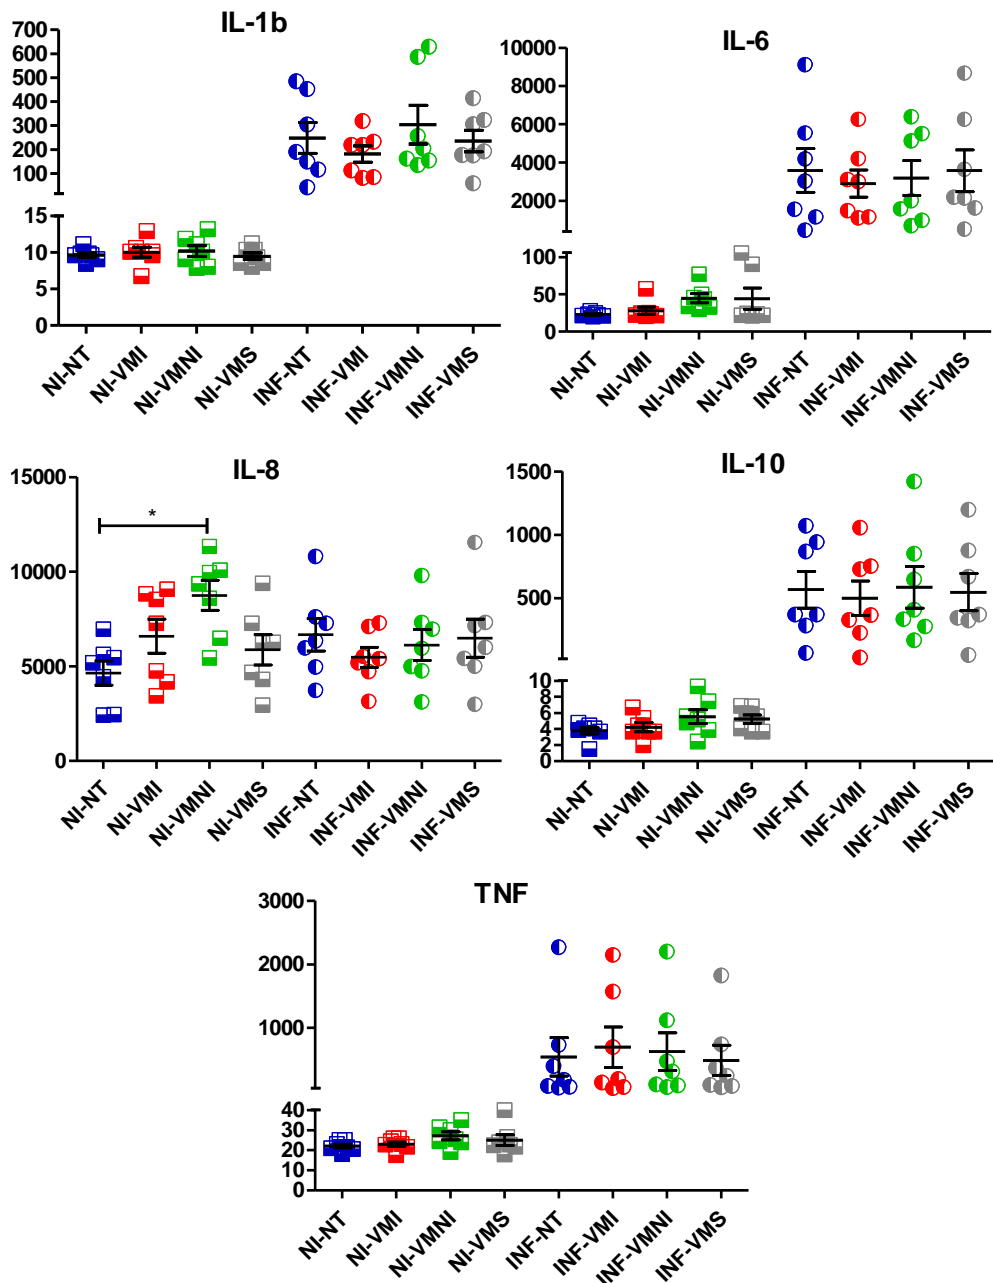 IL-1b
700
600
500
400
300
200
100
15
10
5
0
NI-NT
NI-VMI
NI-VMNI
NI-VMS
INF-NT
INF-VMI
INF-VMNI
INF-VMS
IL-6
10000
8000
6000
4000
2000
100
50
0
NI-NT
NI-VMI
NI-VMNI
NI-VMS
INF-NT
INF-VMI
INF-VMNI
INF-VMS
IL-8
15000
10000
5000
0
*
NI-NT
NI-VMI
NI-VMNI
NI-VMS
INF-NT
INF-VMI
INF-VMNI
INF-VMS
IL-10
1500
1000
500
10
8
6
4
2
0
NI-NT
NI-VMI
NI-VMNI
NI-VMS
INF-NT
INF-VMI
INF-VMNI
INF-VMS
TNF
3000
2000
1000
40
30
20
10
0
NI-NT
NI-VMI
NI-VMNI
NI-VMS
INF-NT
INF-VMI
INF-VMNI
INF-VMS